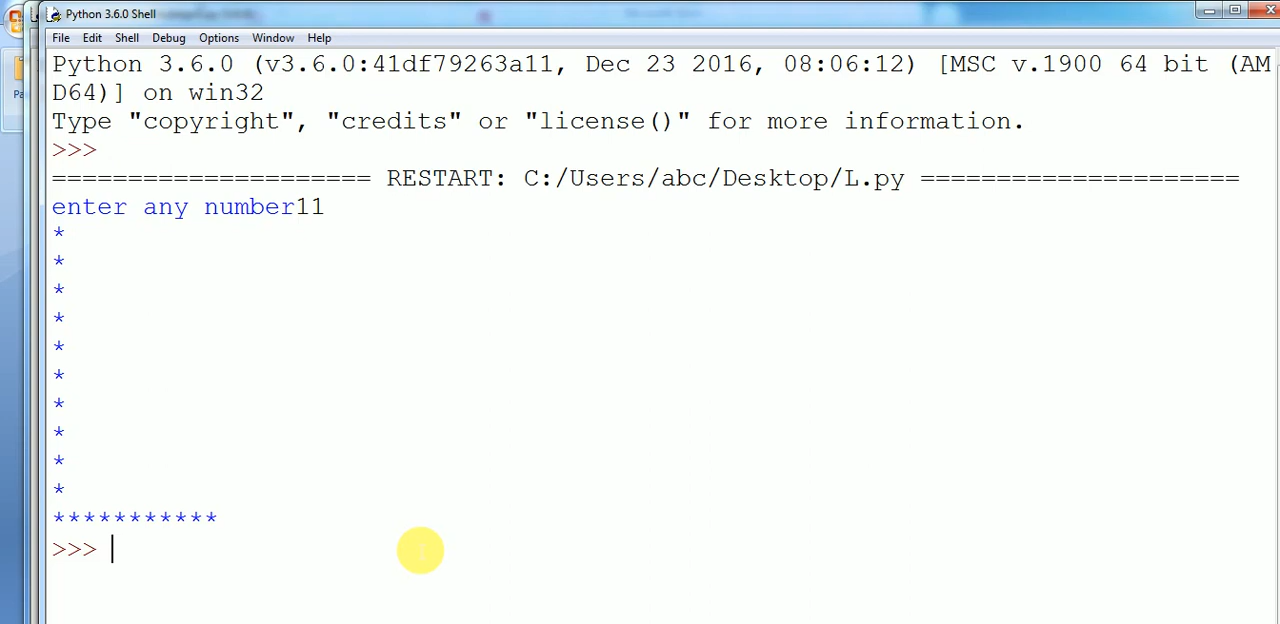 Python 3.6.0 Shell
File Edit Shell Debug Options Window Help
Python 3.6.0 (v3.6.0:41df79263a11, Dec 23 2016, 08:06:12) [MSC v.1900 64 bit (AM
D64)] on win32
Type "copyright", "credits" or "license()" for more information.
>>>
===================== RESTART: C:/Users/abc/Desktop/L.py =====================
enter any number11
*
*
*
*
*
*
*
*
*
*
***********
>>>